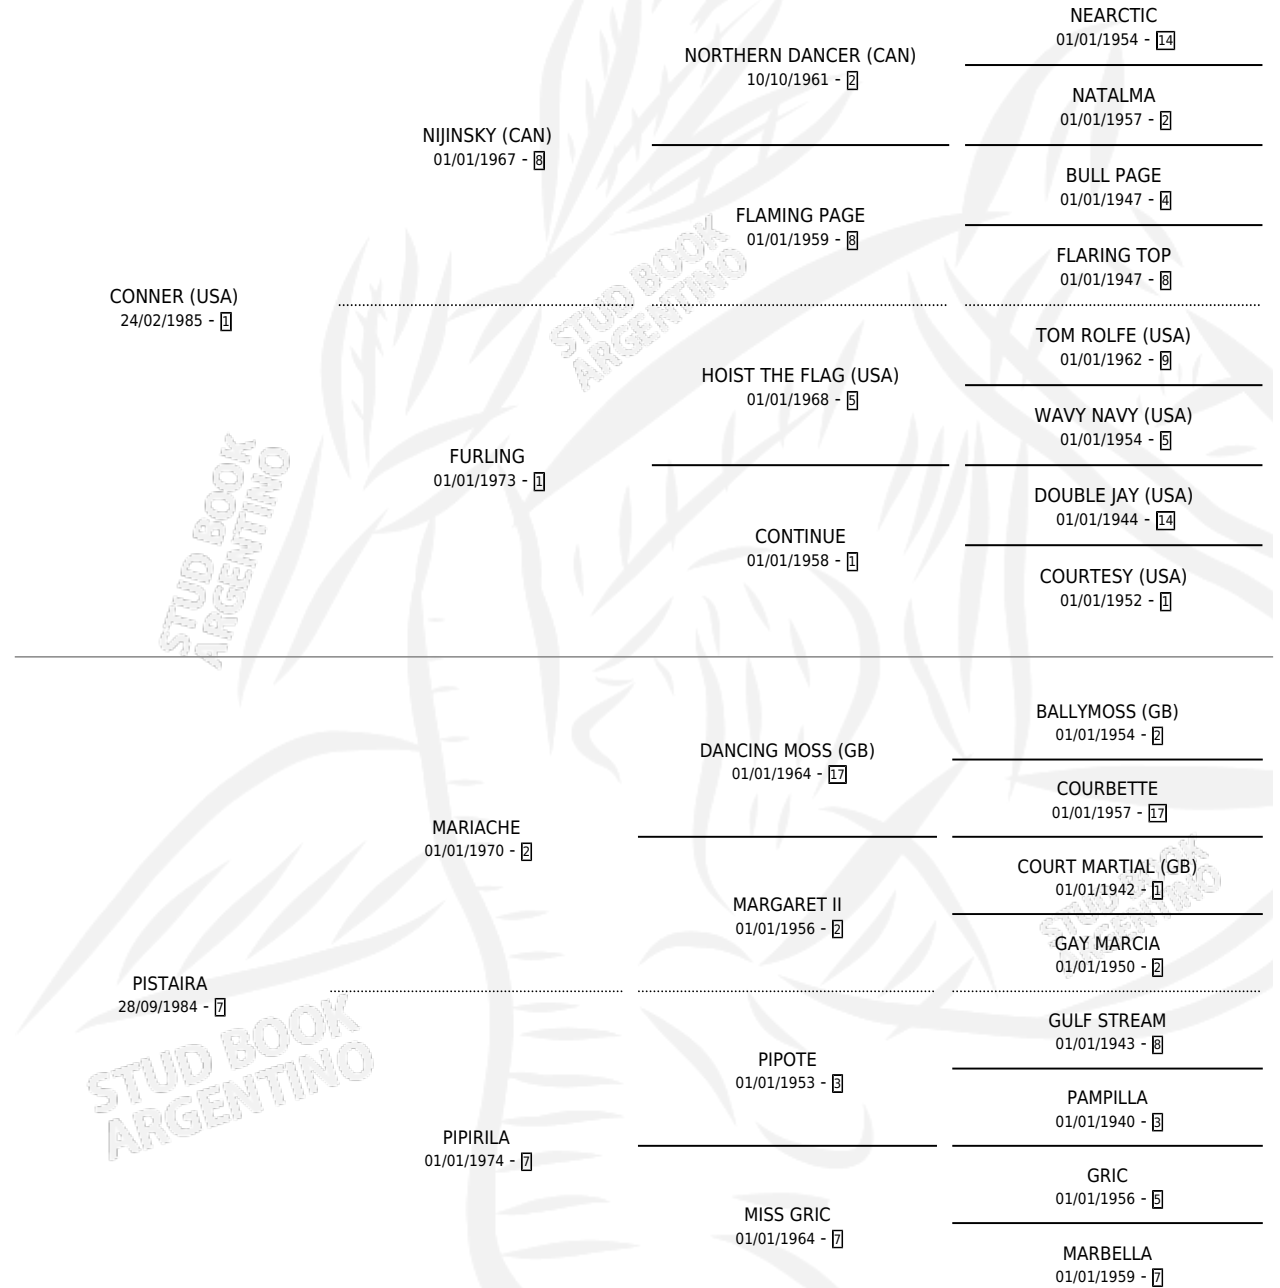 NEARCTIC
01/01/1954 - 14
NORTHERN DANCER (CAN)
10/10/1961 - 2
NATALMA
01/01/1957 - 2
NIJINSKY (CAN)
01/01/1967 - 8
BULL PAGE
01/01/1947 - 4
FLAMING PAGE
01/01/1959 - 8
FLARING TOP
01/01/1947 - 8
CONNER (USA)
24/02/1985 - 1
TOM ROLFE (USA)
01/01/1962 - 9
HOIST THE FLAG (USA)
01/01/1968 - 5
WAVY NAVY (USA)
01/01/1954 - 5
FURLING
01/01/1973 - 1
DOUBLE JAY (USA)
01/01/1944 - 14
CONTINUE
01/01/1958 - 1
COURTESY (USA)
01/01/1952 - 1
STUD BOOK
ARGENTINO
STUD BOOK
ARGENTINO
BALLYMOSS (GB)
01/01/1954 - 2
DANCING MOSS (GB)
01/01/1964 - 17
COURBETTE
01/01/1957 - 17
MARIACHE
01/01/1970 - 2
COURT MARTIAL (GB)
01/01/1942 - 1
MARGARET II
01/01/1956 - 2
GAY MARCIA
01/01/1950 - 2
PISTAIRA
28/09/1984 - 7
GULF STREAM
01/01/1943 - 8
PIPOTE
01/01/1953 - 3
PAMPILLA
01/01/1940 - 3
PIPIRILA
01/01/1974 - 7
GRIC
01/01/1956 - 5
MISS GRIC
01/01/1964 - 7
MARBELLA
01/01/1959 - 7
STUD BOOK
ARGENTINO
STUD BOOK
ARGENTINO